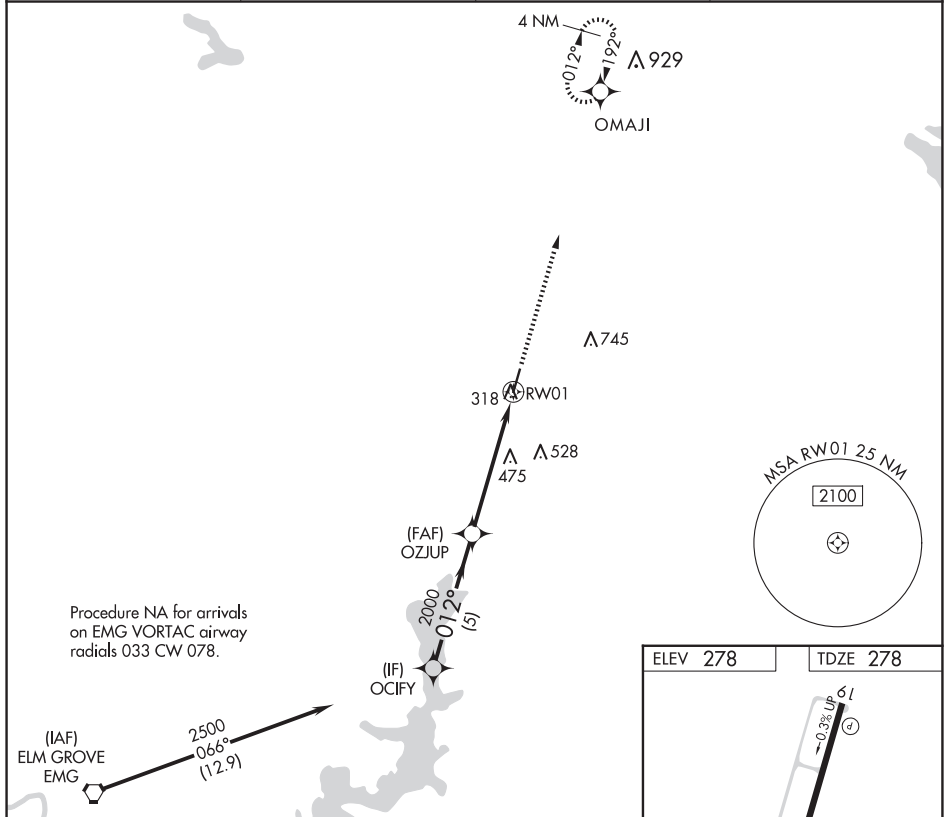 4 NM
012°
192°
929
OMAJI
745
318
RW01
528
475
MSA RW01 25 NM
2100
(FAF)
OZJUP
2000
012°
(5)
Procedure NA for arrivals
on EMG VORTAC airway
radials 033 CW 078.
(IF)
OCIFY
ELEV 278
TDZE 278
19
0.3% UP
P
2500
066°
(12.9)
(IAF)
ELM GROVE
EMG